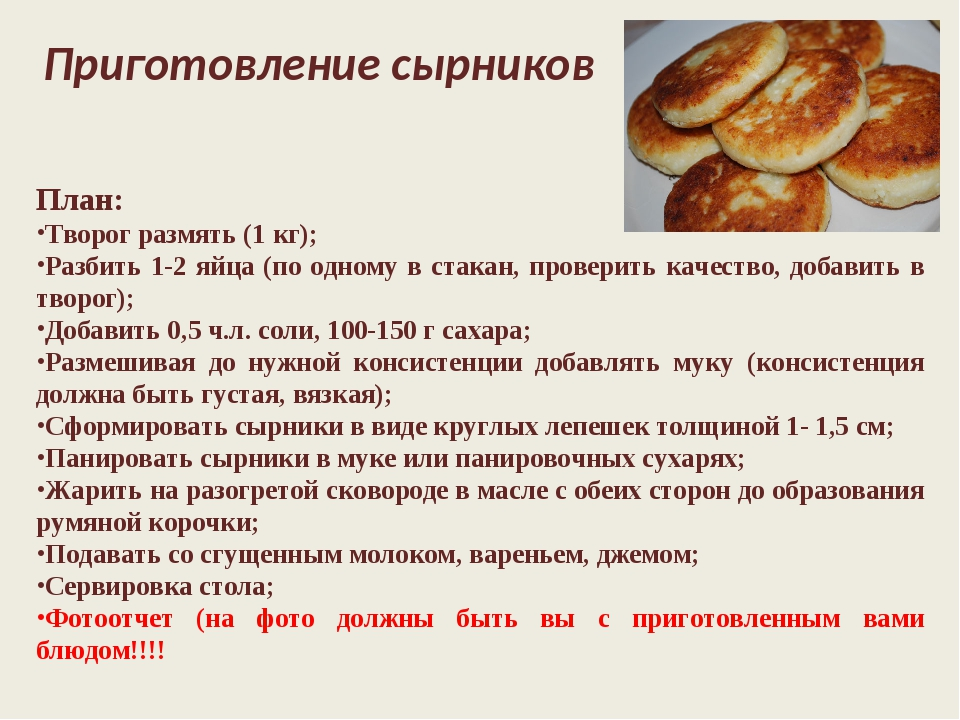 Приготовление сырников
План:
•Творог размять (1 кг);
•Разбить 1-2 яйца (по одному в стакан, проверить качество, добавить в
творог);
•Добавить 0,5 ч.л. соли, 100-150 г сахара;
•Размешивая до нужной консистенции добавлять муку (консистенция
должна быть густая, вязкая);
•Сформировать сырники в виде круглых лепешек толщиной 1- 1,5 см;
•Панировать сырники в муке или панировочных сухарях;
•Жарить на разогретой сковороде в масле с обеих сторон до образования
румяной корочки;
•Подавать со сгущенным молоком, вареньем, джемом;
•Сервировка стола;
•Фотоотчет (на фото должны быть вы с приготовленным вами
блюдом!!!!